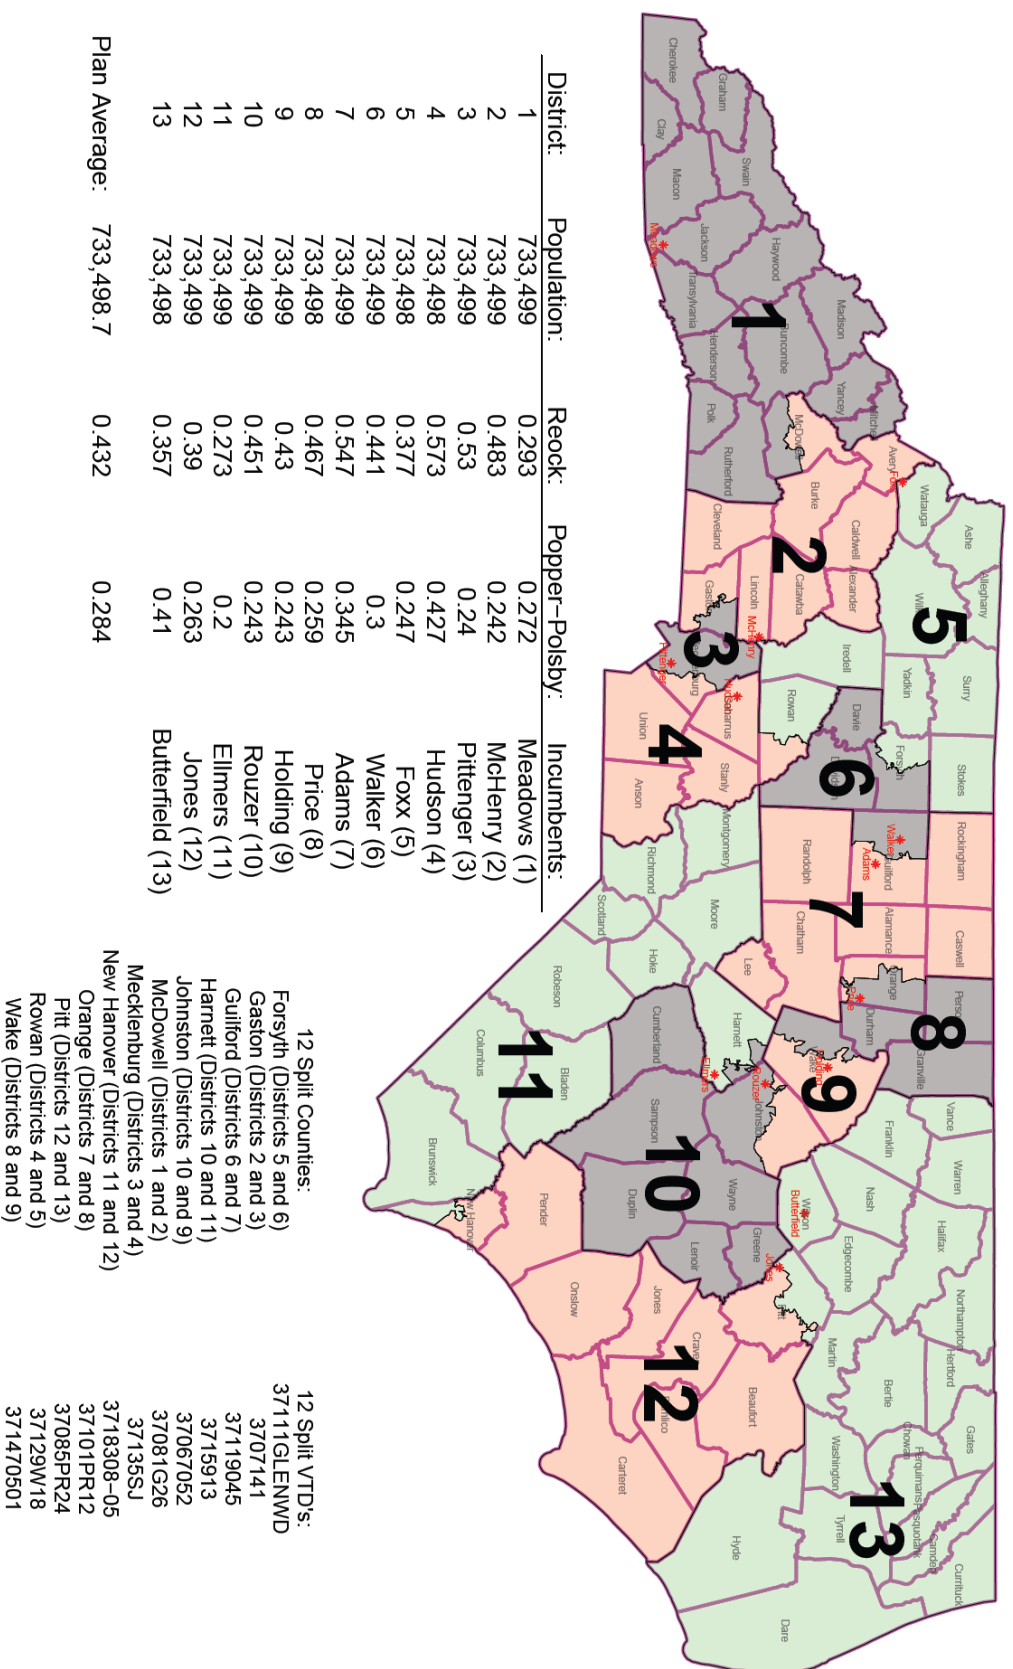 Cherokee
Graham
Clay
Swain
Macon
Jackson
Haywood
Transylvania
Madison
Buncombe
Henderson
Yancey
Mitche
Polk
McDowell
Rutherford
Avery
Watauga
Ashe
Alleghany
Burke
Caldwell
Cleveland
Alexander
Wil
Lincoln
Catawba
Gast
Iredell
Surry
Yadkin
Rowan
Davie
Forsyth
Stokes
Union
Stanly
Anson
Montgomery
Richmond
Randolph
Guilford
Rockingham
Moore
Scotland
Chatham
Alamance
Caswell
Lee
Hoke
Robeson
Orange
Durham
Perso
Granville
Harnett
Cumberland
Columbus
Bladen
Sampson
Johnston
Vance
Franklin
Warren
Brunswick
New Hanover
Pender
Duplin
Wayne
Nash
Halifax
Edgecombe
Lenoir
Greene
Northampton
Hertford
Onslow
Jones
Crave
Pitt
Martin
Bertie
Beaufort
Gates
Chowan
Carteret
Washington
Perquimans
Pasquotank
Camden
Tyrrell
Currituck
Hyde
Dare
Meadows
Foxx
McHenry
Pittenger
Hudson
Walker
Adams
Price
Holding
Rouzer
Ellmers
Jones
Butterfield
1
2
3
4
5
6
7
8
9
10
11
12
13
District: Population: Reock: Popper−Polsby: Incumbents:
1 733,499 0.293 0.272 Meadows (1)
2 733,499 0.483 0.242 McHenry (2)
3 733,499 0.53 0.24 Pittenger (3)
4 733,498 0.573 0.427 Hudson (4)
5 733,498 0.377 0.247 Foxx (5)
6 733,499 0.441 0.3 Walker (6)
7 733,499 0.547 0.345 Adams (7)
8 733,498 0.467 0.259 Price (8)
9 733,499 0.43 0.243 Holding (9)
10 733,499 0.451 0.243 Rouzer (10)
11 733,499 0.273 0.2 Ellmers (11)
12 733,499 0.39 0.263 Jones (12)
13 733,498 0.357 0.41 Butterfield (13)
Plan Average: 733,498.7 0.432 0.284
12 Split Counties:
Forsyth (Districts 5 and 6)
Gaston (Districts 2 and 3)
Guilford (Districts 6 and 7)
Harnett (Districts 10 and 11)
Johnston (Districts 10 and 9)
McDowell (Districts 1 and 2)
Mecklenburg (Districts 3 and 4)
New Hanover (Districts 11 and 12)
Orange (Districts 7 and 8)
Pitt (Districts 12 and 13)
Rowan (Districts 4 and 5)
Wake (Districts 8 and 9)
12 Split VTD's:
37111GLENWD
3707141
37119045
3715913
37067052
37081G26
37135SJ
3718308−05
37101PR12
37085PR24
37129W18
371470501